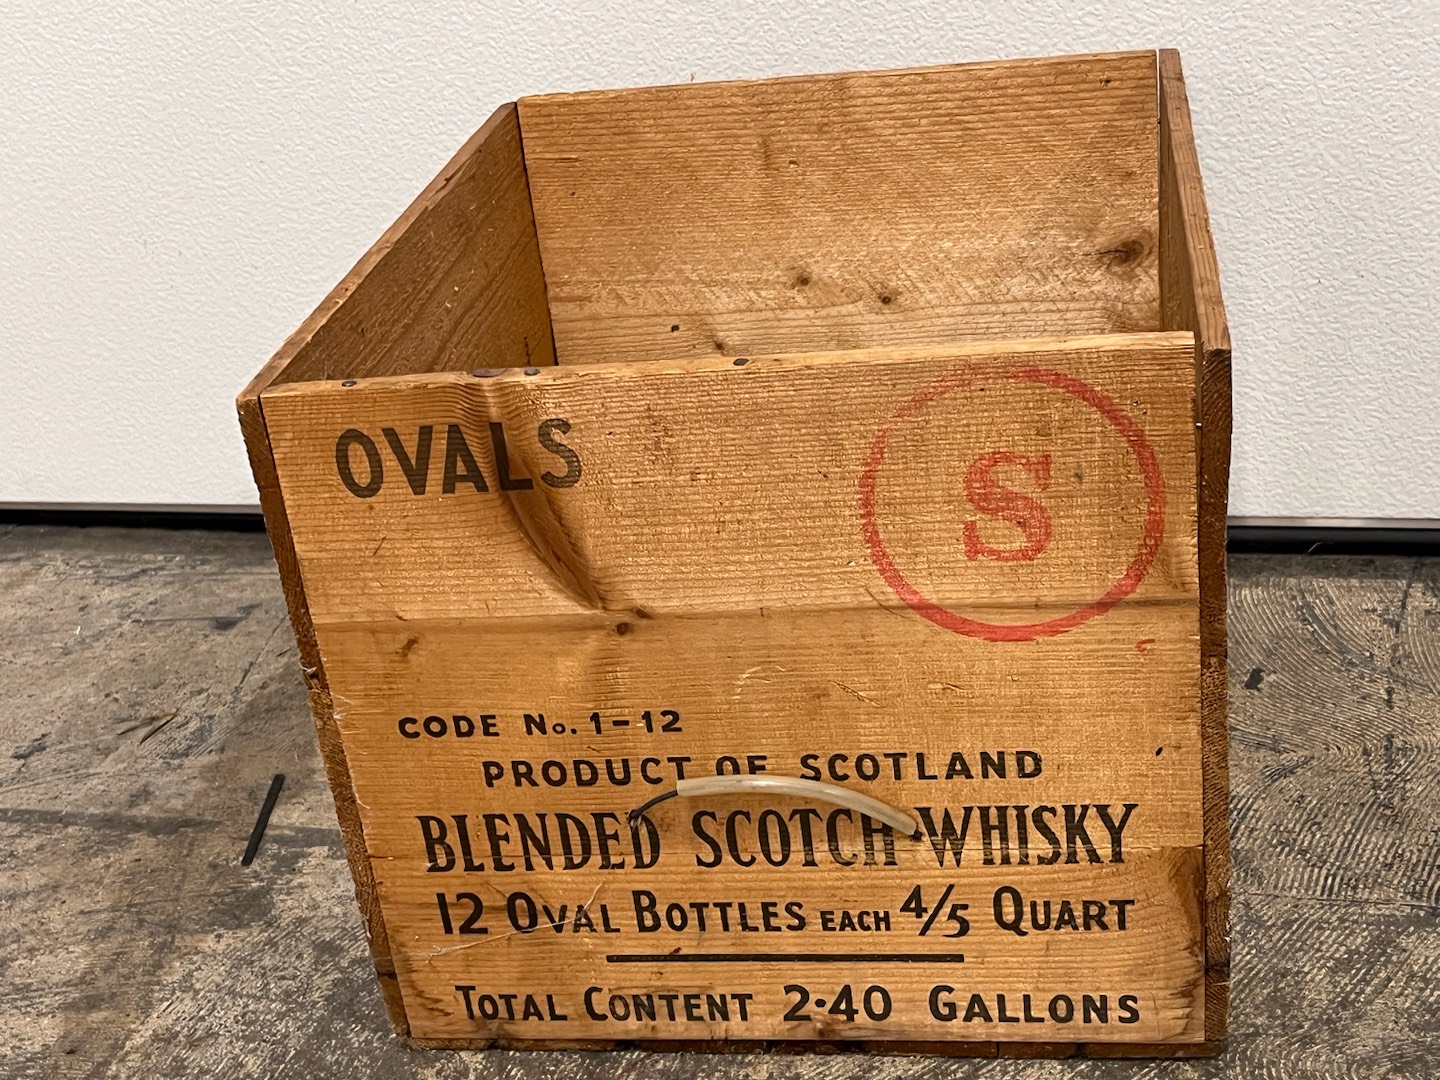 OVALS
S
CODE No. 1-12
PRODUCT OF SCOTLAND
BLENDED SCOTCH WHISKY
12 OVAL BOTTLES EACH 4/5 QUART
TOTAL CONTENT 2·40 GALLONS